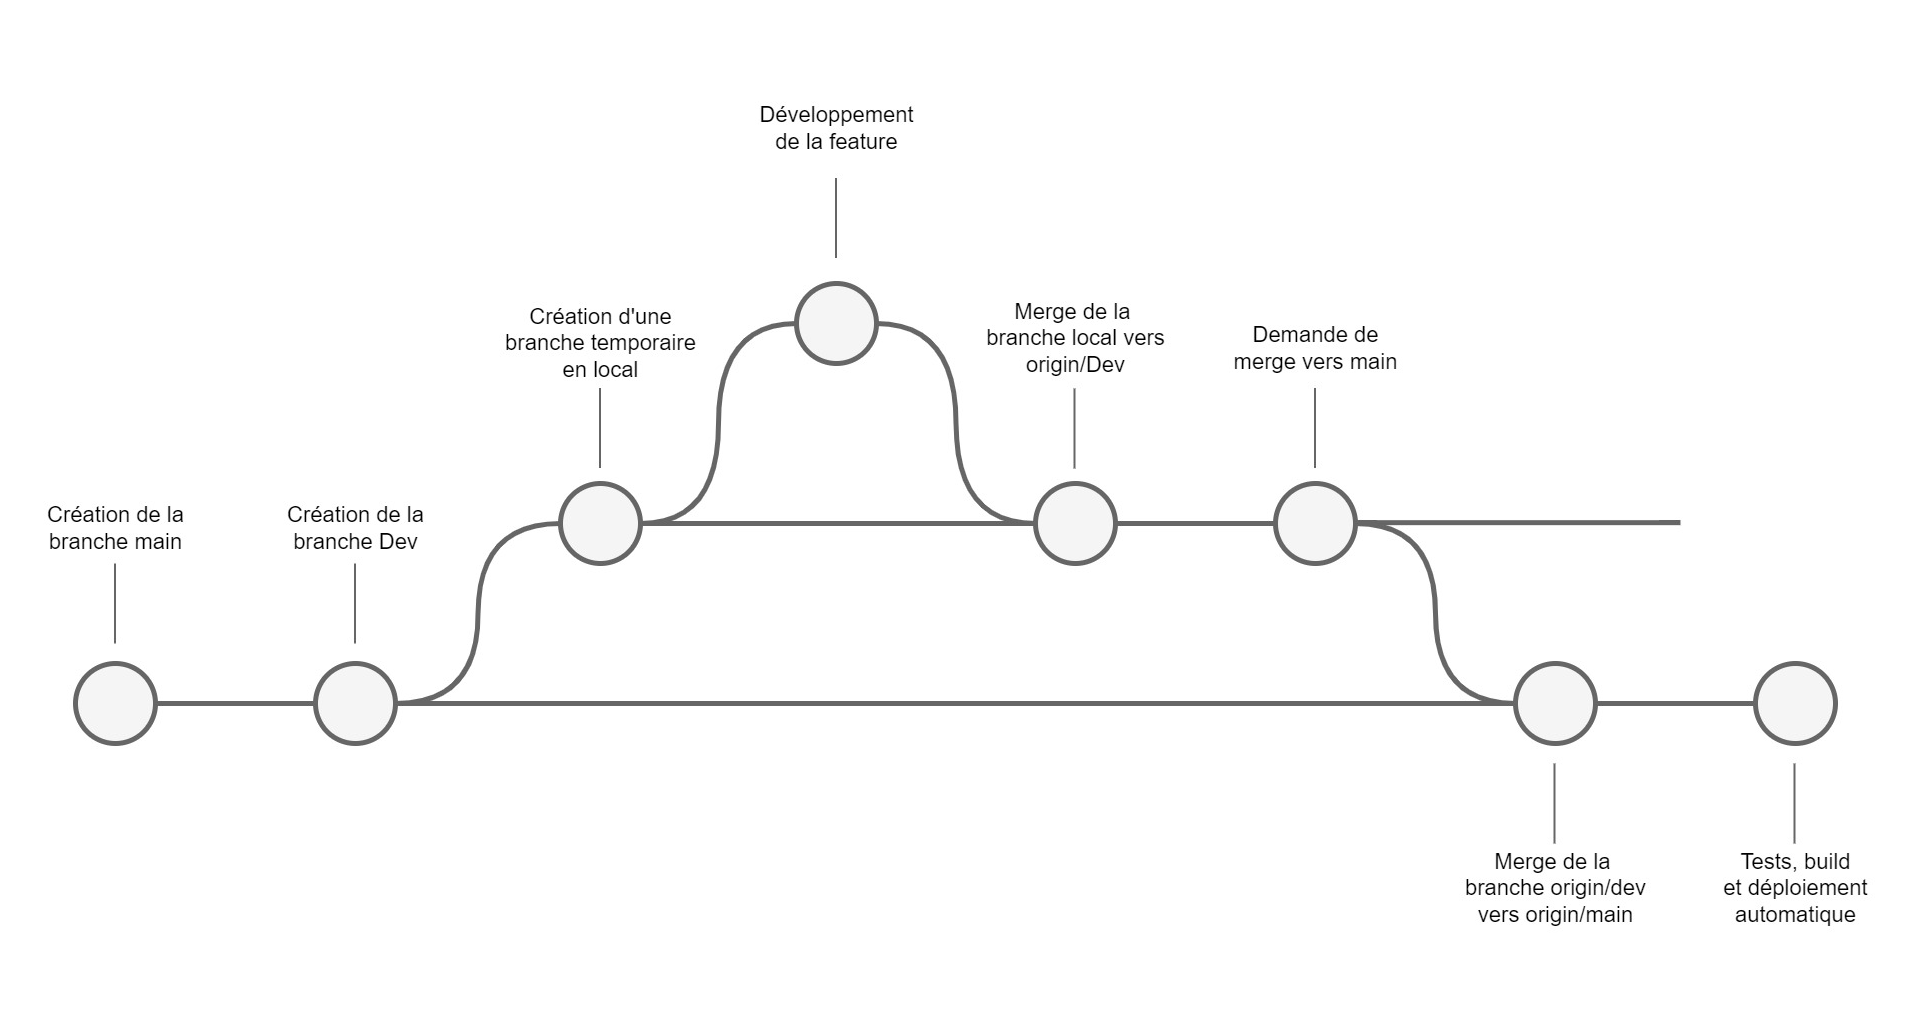 Développement
de la feature
Création d'une
branche temporaire
en local
Merge de la
branche local vers
origin/Dev
Demande de
merge vers main
Création de la
branche main
Création de la
branche Dev
Merge de la
branche origin/dev
vers origin/main
Tests, build
et déploiement
automatique